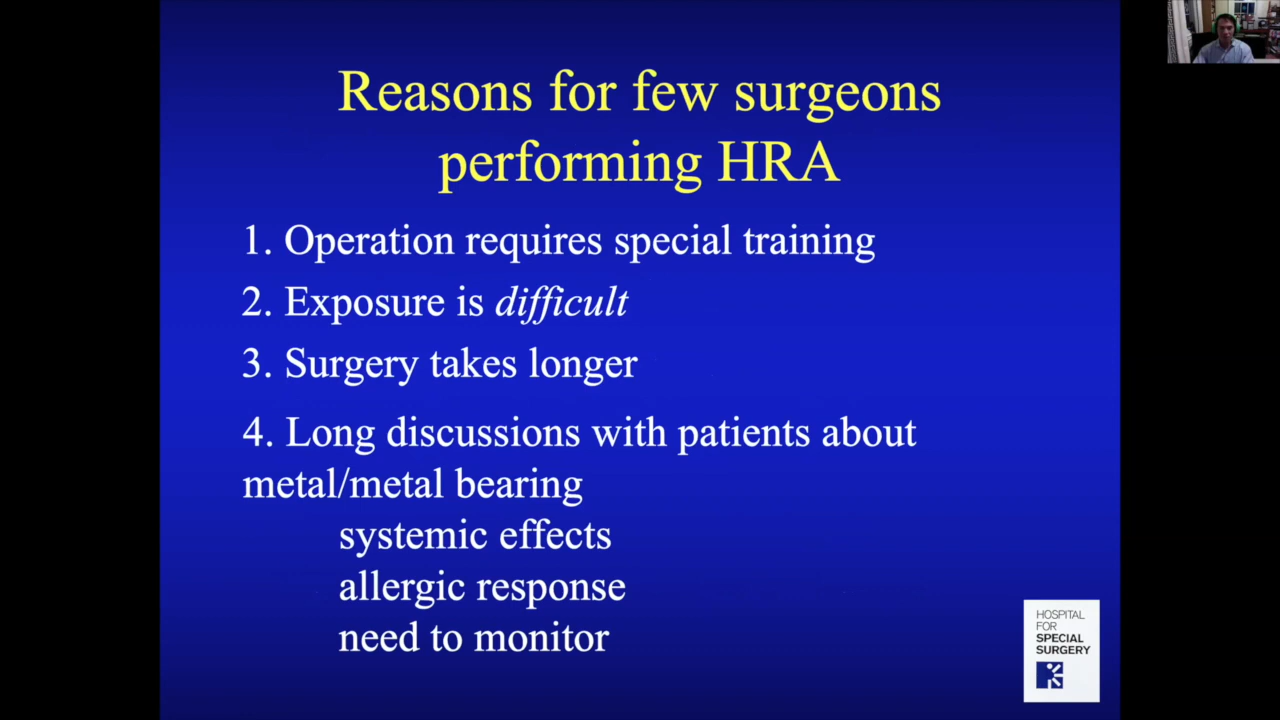 Reasons for few surgeons
performing HRA
1. Operation requires special training
2. Exposure is difficult
3. Surgery takes longer
4. Long discussions with patients about
metal/metal bearing
systemic effects
allergic response
need to monitor
HOSPITAL
FOR
SPECIAL
SURGERY